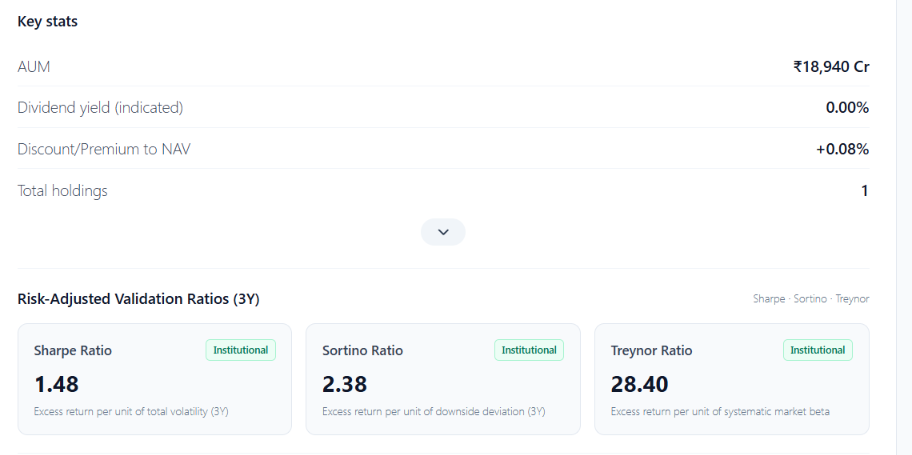 Key stats
AUM ₹18,940 Cr
Dividend yield (indicated) 0.00%
Discount/Premium to NAV +0.08%
Total holdings 1
Risk-Adjusted Validation Ratios (3Y) Sharpe · Sortino · Treynor
Sharpe Ratio Institutional
1.48
Excess return per unit of total volatility (3Y)
Sortino Ratio Institutional
2.38
Excess return per unit of downside deviation (3Y)
Treynor Ratio Institutional
28.40
Excess return per unit of systematic market beta